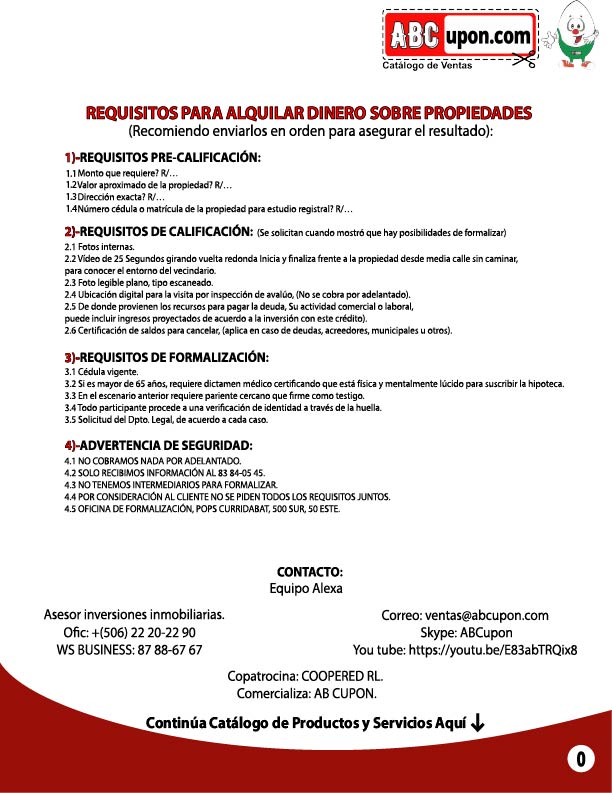 ABCupon.com
Catálogo de Ventas
REQUISITOS PARA ALQUILAR DINERO SOBRE PROPIEDADES
(Recomiendo enviarlos en orden para asegurar el resultado):
1)-REQUISITOS PRE-CALIFICACIÓN:
1.1 Monto que requiere? R/…
1.2 Valor aproximado de la propiedad? R/…
1.3 Dirección exacta? R/…
1.4 Número cédula o matrícula de la propiedad para estudio registral? R/…
2)-REQUISITOS DE CALIFICACIÓN: (Se solicitan cuando mostró que hay posibilidades de formalizar)
2.1 Fotos internas.
2.2 Vídeo de 25 Segundos girando vuelta redonda Inicia y finaliza frente a la propiedad desde media calle sin caminar,
para conocer el entorno del vecindario.
2.3 Foto legible plano, tipo escaneado.
2.4 Ubicación digital para la visita por inspección de avalúo, (No se cobra por adelantado).
2.5 De donde provienen los recursos para pagar la deuda, Su actividad comercial o laboral,
puede incluir ingresos proyectados de acuerdo a la inversión con este crédito).
2.6 Certificación de saldos para cancelar, (aplica en caso de deudas, acreedores, municipales u otros).
3)-REQUISITOS DE FORMALIZACIÓN:
3.1 Cédula vigente.
3.2 Si es mayor de 65 años, requiere dictamen médico certificando que está física y mentalmente lúcido para suscribir la hipoteca.
3.3 En el escenario anterior requiere pariente cercano que firme como testigo.
3.4 Todo participante procede a una verificación de identidad a través de la huella.
3.5 Solicitud del Dpto. Legal, de acuerdo a cada caso.
4)-ADVERTENCIA DE SEGURIDAD:
4.1 NO COBRAMOS NADA POR ADELANTADO.
4.2 SOLO RECIBIMOS INFORMACIÓN AL 83 84-05 45.
4.3 NO TENEMOS INTERMEDIARIOS PARA FORMALIZAR.
4.4 POR CONSIDERACIÓN AL CLIENTE NO SE PIDEN TODOS LOS REQUISITOS JUNTOS.
4.5 OFICINA DE FORMALIZACIÓN, POPS CURRIDABAT, 500 SUR, 50 ESTE.
CONTACTO:
Equipo Alexa
Asesor inversiones inmobiliarias.
Ofic: +(506) 22 20-22 90
WS BUSINESS: 87 88-67 67
Correo: ventas@abcupon.com
Skype: ABCupon
You tube: https://youtu.be/E83abTRQix8
Copatrocina: COOPERED RL.
Comercializa: AB CUPON.
Continúa Catálogo de Productos y Servicios Aquí ↓
0